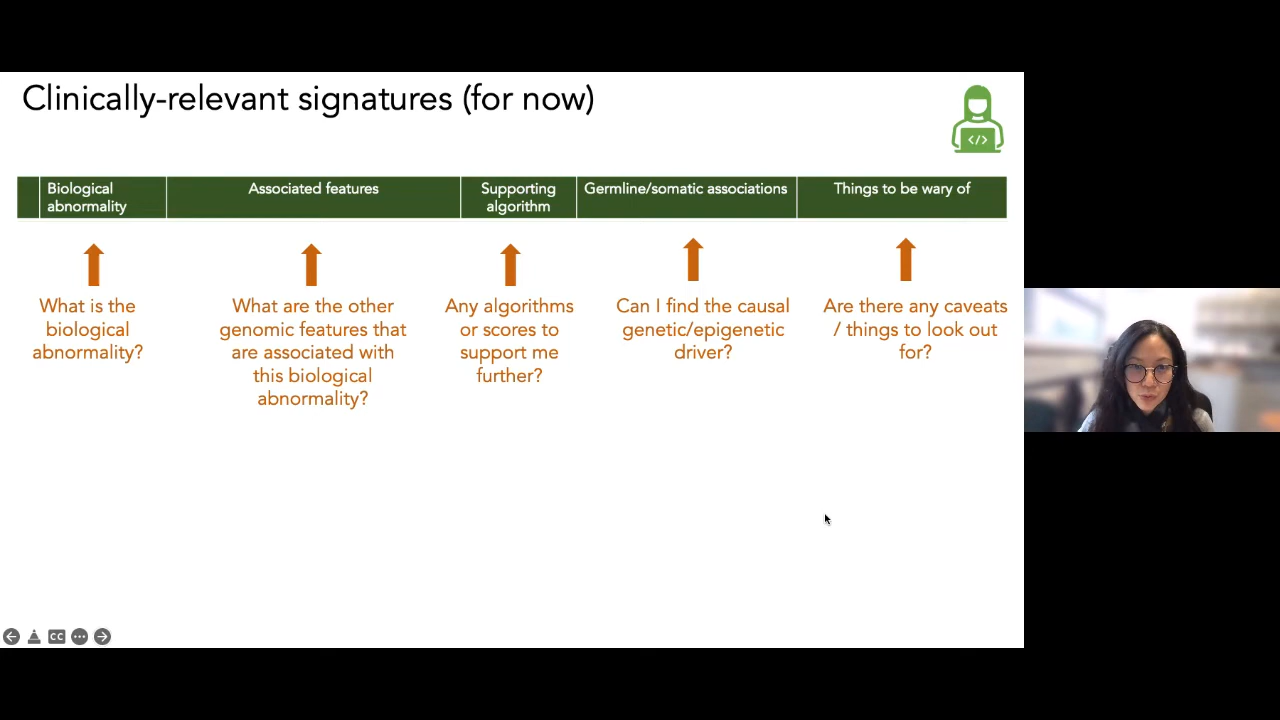 Clinically-relevant signatures (for now)
</>
Biological
abnormality
Associated features
Supporting
algorithm
Germline/somatic associations
Things to be wary of
What is the
biological
abnormality?
What are the other
genomic features that
are associated with
this biological
abnormality?
Any algorithms
or scores to
support me
further?
Can I find the causal
genetic/epigenetic
driver?
Are there any caveats
/ things to look out
for?
CC